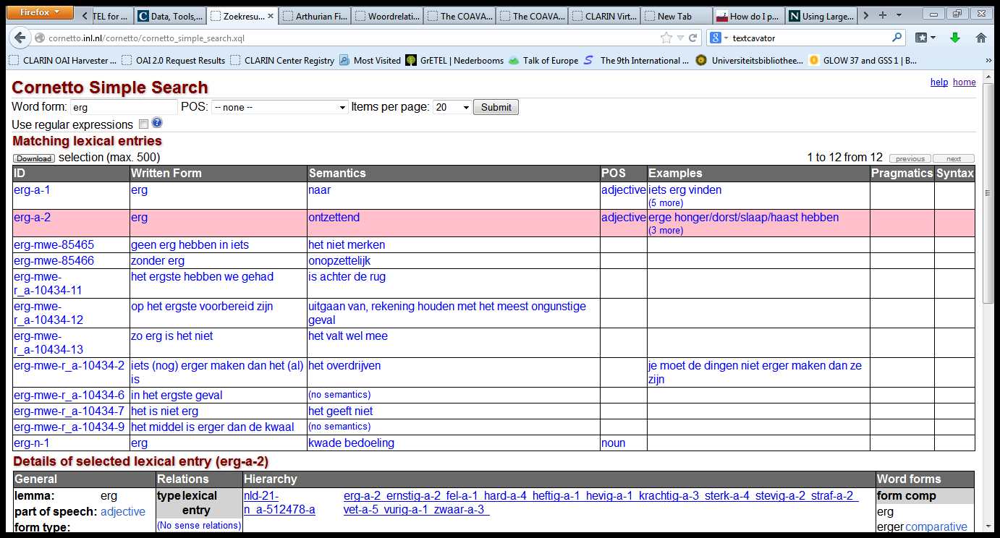 Firefox
TEL for ...
Data, Tools,...
Zoekresu...
Arthurian Fi...
Woordrelati...
The COAVA...
The COAVA...
CLARIN Virt...
New Tab
How do I p...
Using Large...
cornetto.inl.nl/cornetto/cornetto_simple_search.xql
textcavator
CLARIN OAI Harvester ...
OAI 2.0 Request Results
CLARIN Center Registry
Most Visited
GrETEL | Nederbooms
Talk of Europe
The 9th International ...
Universiteitsbibliothee...
GLOW 37 and GSS 1 | B...
Cornetto Simple Search
help home
Word form: erg POS: -- none -- Items per page: 20 Submit
Use regular expressions
Matching lexical entries
Download selection (max. 500) 1 to 12 from 12 previous next
ID Written Form Semantics POS Examples Pragmatics Syntax
erg-a-1 erg naar adjective iets erg vinden
(5 more)
erg-a-2 erg ontzettend adjective erge honger/dorst/slaap/haast hebben
(3 more)
erg-mwe-85465 geen erg hebben in iets het niet merken
erg-mwe-85466 zonder erg onopzettelijk
erg-mwe- het ergste hebben we gehad is achter de rug
r_a-10434-11
erg-mwe- op het ergste voorbereid zijn uitgaan van, rekening houden met het meest ongunstige
r_a-10434-12 geval
erg-mwe- zo erg is het niet het valt wel mee
r_a-10434-13
erg-mwe-r_a-10434-2 iets (nog) erger maken dan het (al) het overdrijven je moet de dingen niet erger maken dan ze
is zijn
erg-mwe-r_a-10434-6 in het ergste geval (no semantics)
erg-mwe-r_a-10434-7 het is niet erg het geeft niet
erg-mwe-r_a-10434-9 het middel is erger dan de kwaal (no semantics)
erg-n-1 erg kwade bedoeling noun
Details of selected lexical entry (erg-a-2)
General Relations Hierarchy Word forms
lemma: erg type lexical nld-21- erg-a-2 ernstig-a-2 fel-a-1 hard-a-4 heftig-a-1 hevig-a-1 krachtig-a-3 sterk-a-4 stevig-a-2 straf-a-2 form comp
part of speech: adjective entry n_a-512478-a vet-a-5 vurig-a-1 zwaar-a-3 erg
form type: (No sense relations) erger comparative